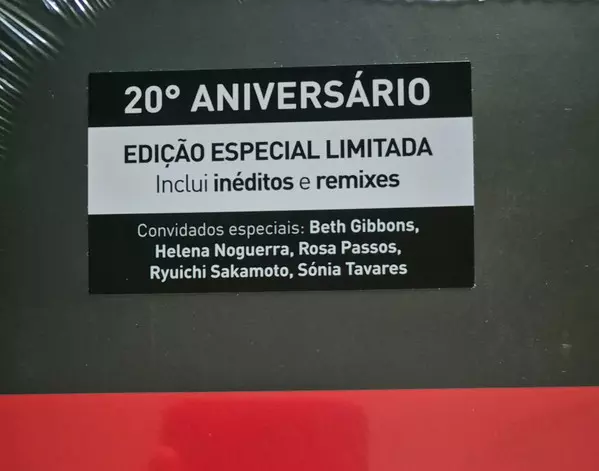 20° ANIVERSÁRIO
EDIÇÃO ESPECIAL LIMITADA
Inclui inéditos e remixes
Convidados especiais: Beth Gibbons,
Helena Noguerra, Rosa Passos,
Ryuichi Sakamoto, Sónia Tavares